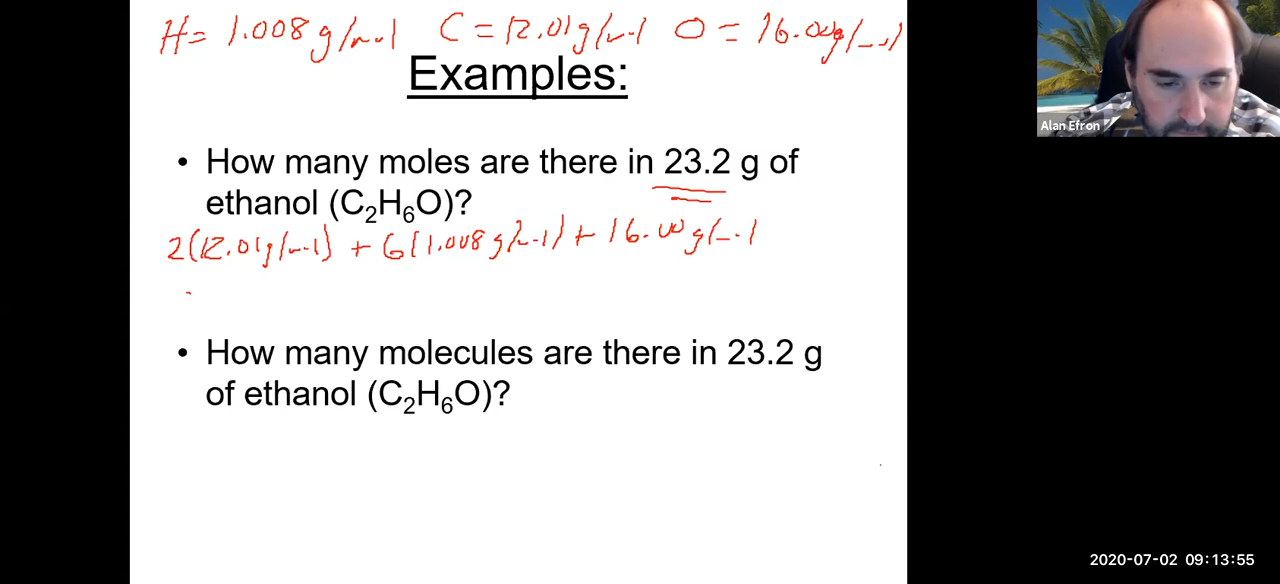 H = 1.008 g/mol C = 12.01 g/mol O = 16.00 g/mol
Examples:
Alan Efron
• How many moles are there in 23.2 g of
ethanol (C₂H₆O)?
2(12.01 g/mol) + 6(1.008 g/mol) + 16.00 g/mol
• How many molecules are there in 23.2 g
of ethanol (C₂H₆O)?
2020-07-02 09:13:55